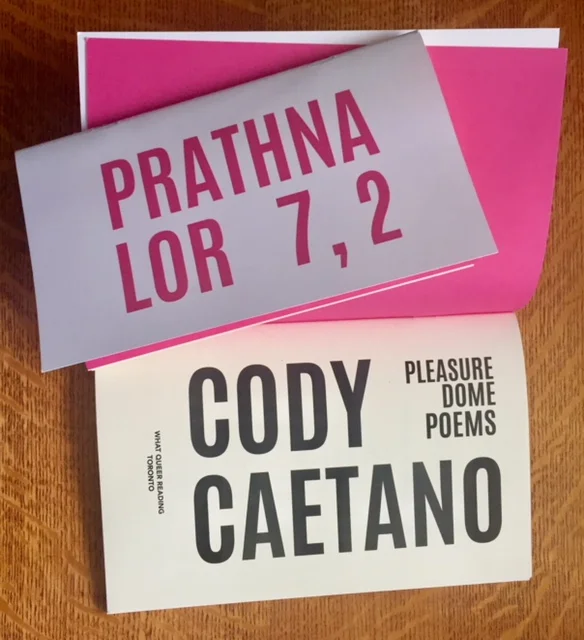 PRATHNA
LOR 7, 2
CODY
CAETANO
PLEASURE
DOME
POEMS
WHAT QUEER READING
TORONTO